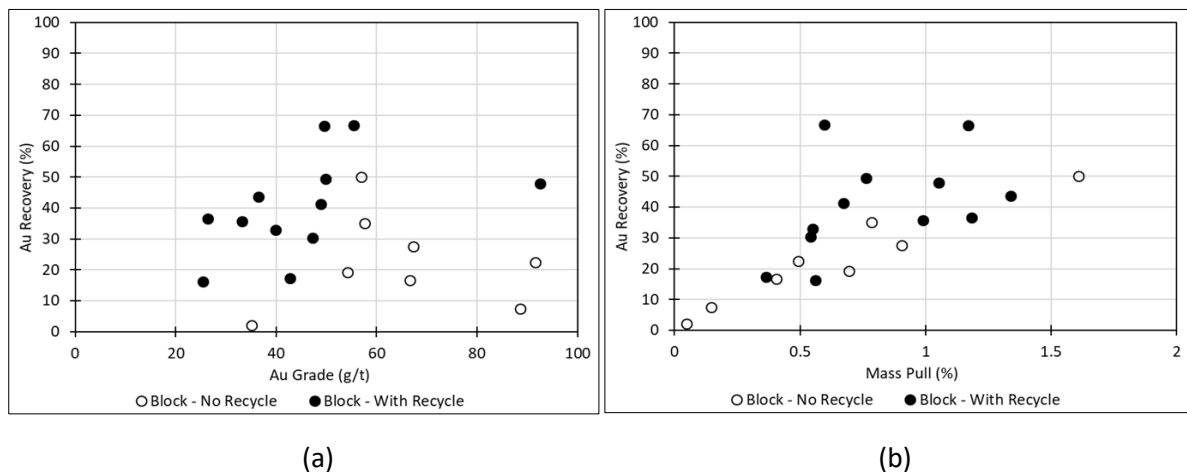 100
90
80
70
60
50
40
30
20
10
0
Au Recovery (%)
0 20 40 60 80 100
Au Grade (g/t)
Block - No Recycle Block - With Recycle
(a)
100
90
80
70
60
50
40
30
20
10
0
Au Recovery (%)
0 0.5 1 1.5 2
Mass Pull (%)
Block - No Recycle Block - With Recycle
(b)